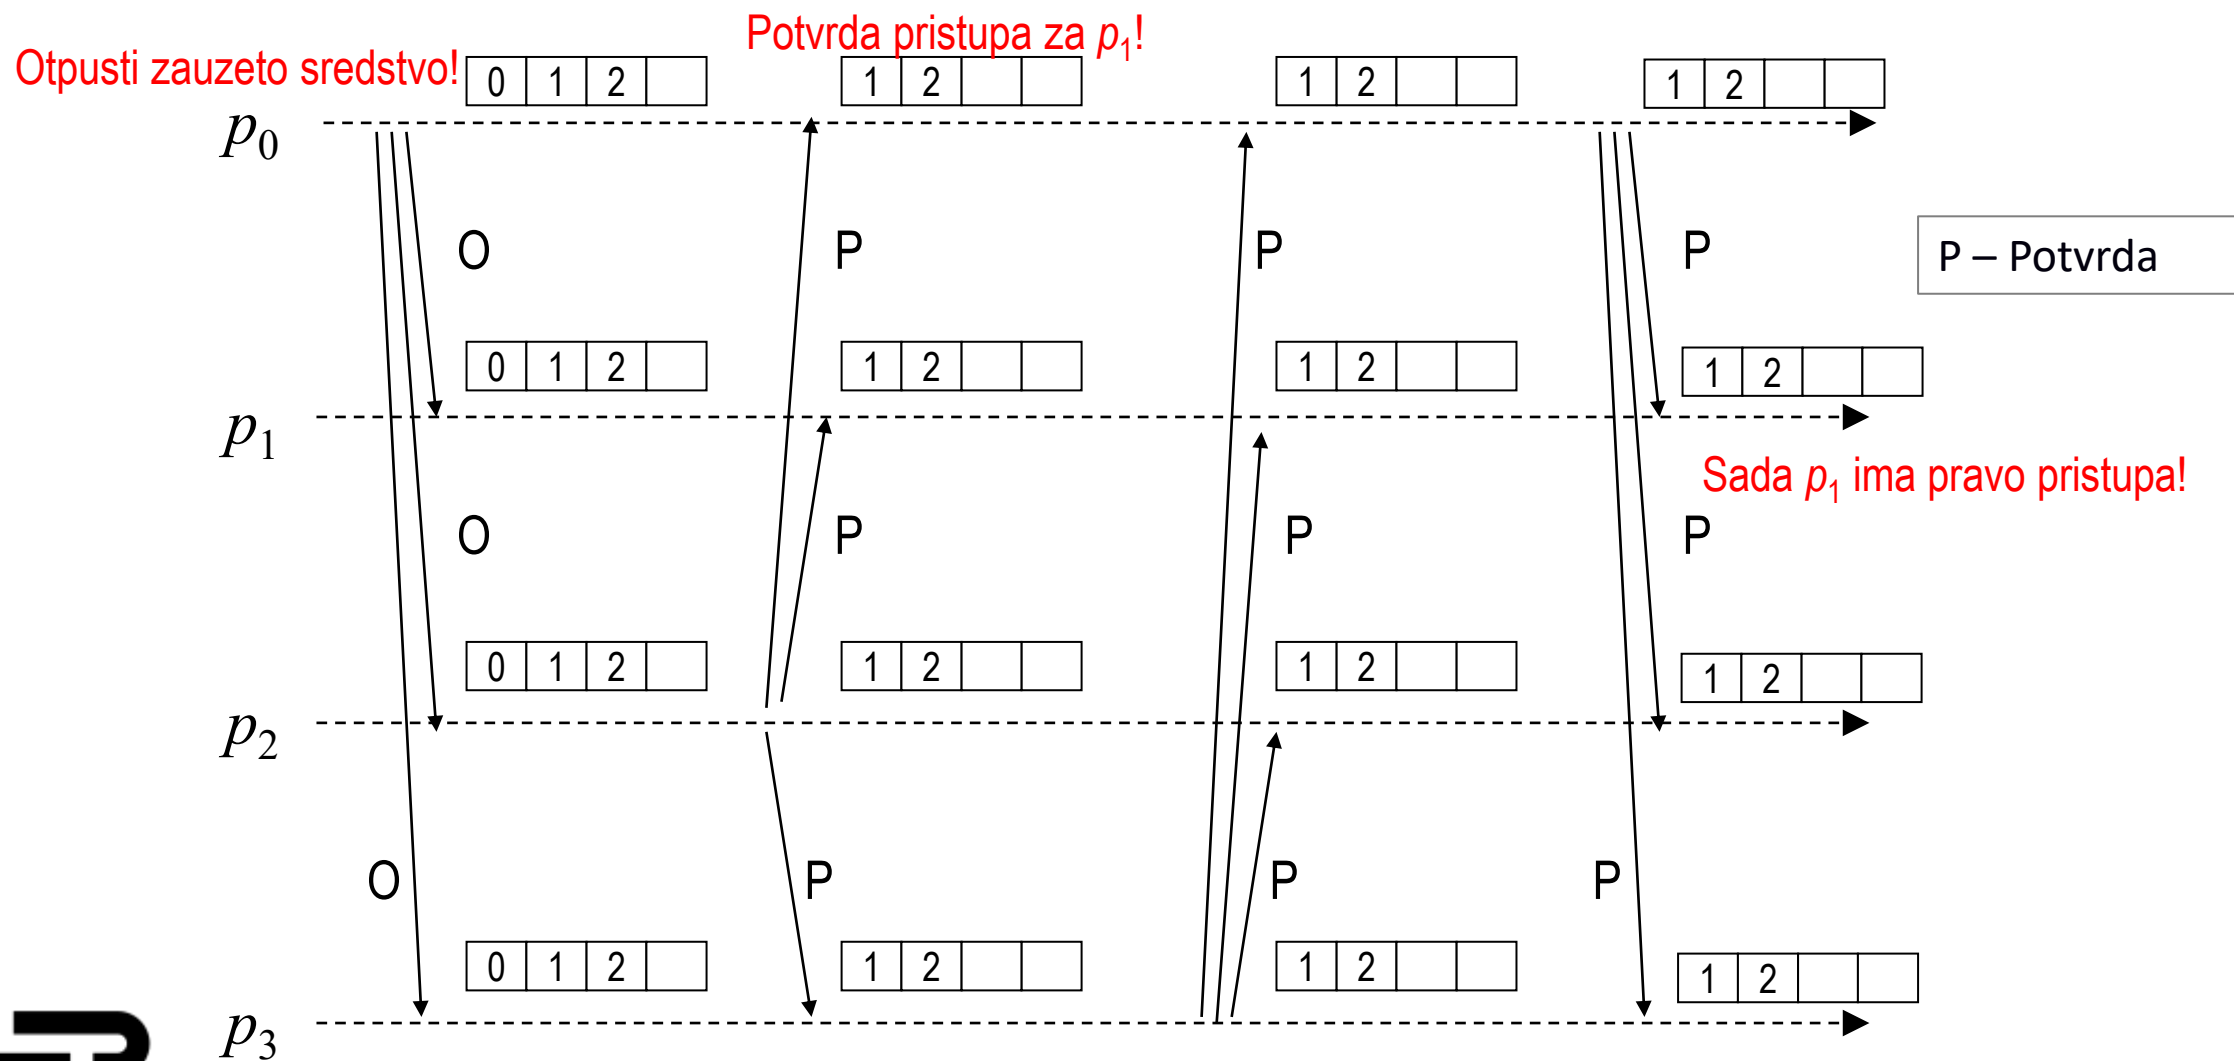 Potvrda pristupa za p1!
Otpusti zauzeto sredstvo!
0 1 2
1 2
1 2
1 2
p0
O
P
P
P
P – Potvrda
0 1 2
1 2
1 2
1 2
p1
Sada p1 ima pravo pristupa!
O
P
P
P
0 1 2
1 2
1 2
1 2
p2
O
P
P
P
0 1 2
1 2
1 2
1 2
p3